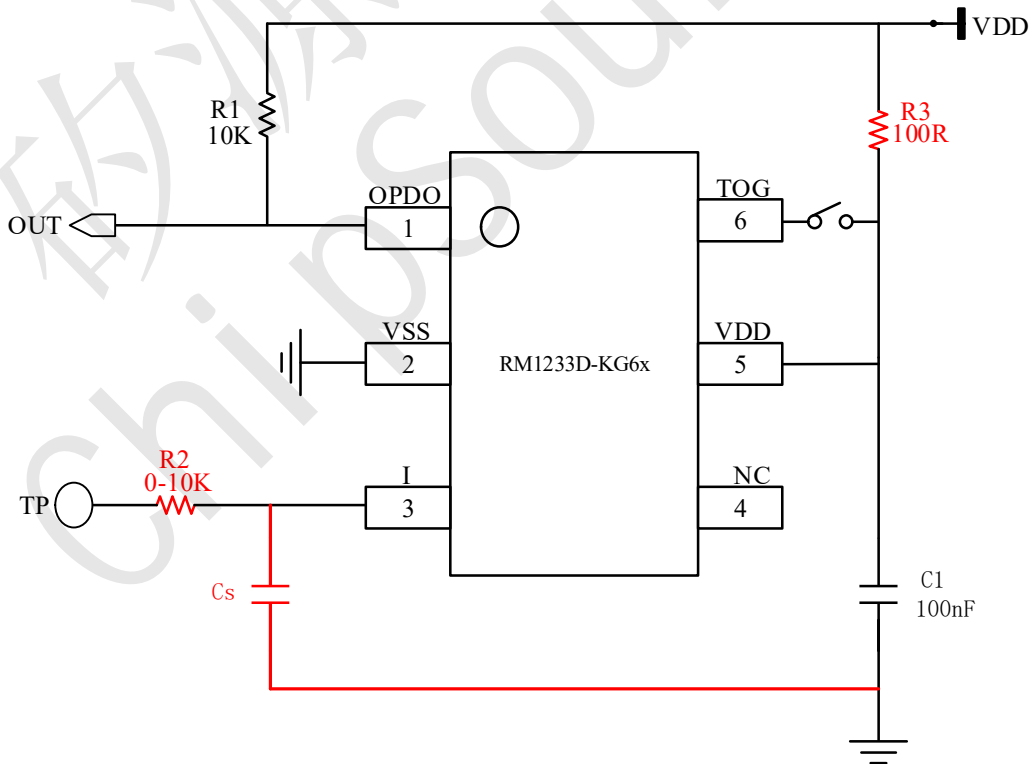 VDD
R1
10K
R3
100R
OPDO
1
TOG
6
OUT
VSS
2
RM1233D-KG6x
VDD
5
R2
0-10K
TP
I
3
NC
4
Cs
C1
100nF